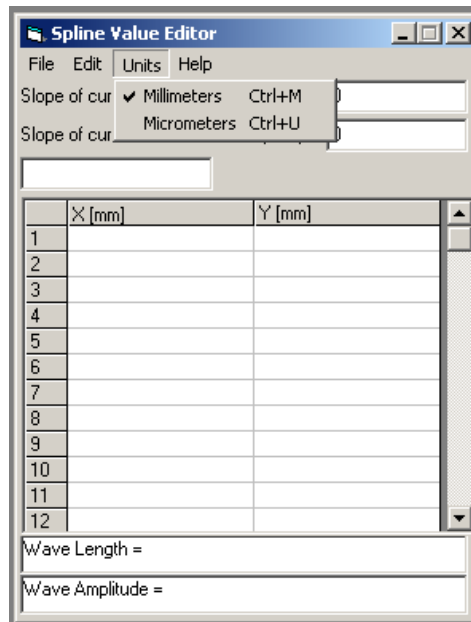 Spline Value Editor
File Edit Units Help
Slope of cur
Millimeters Ctrl+M
Micrometers Ctrl+U
Slope of cur
X [mm] Y [mm]
1
2
3
4
5
6
7
8
9
10
11
12
Wave Length =
Wave Amplitude =